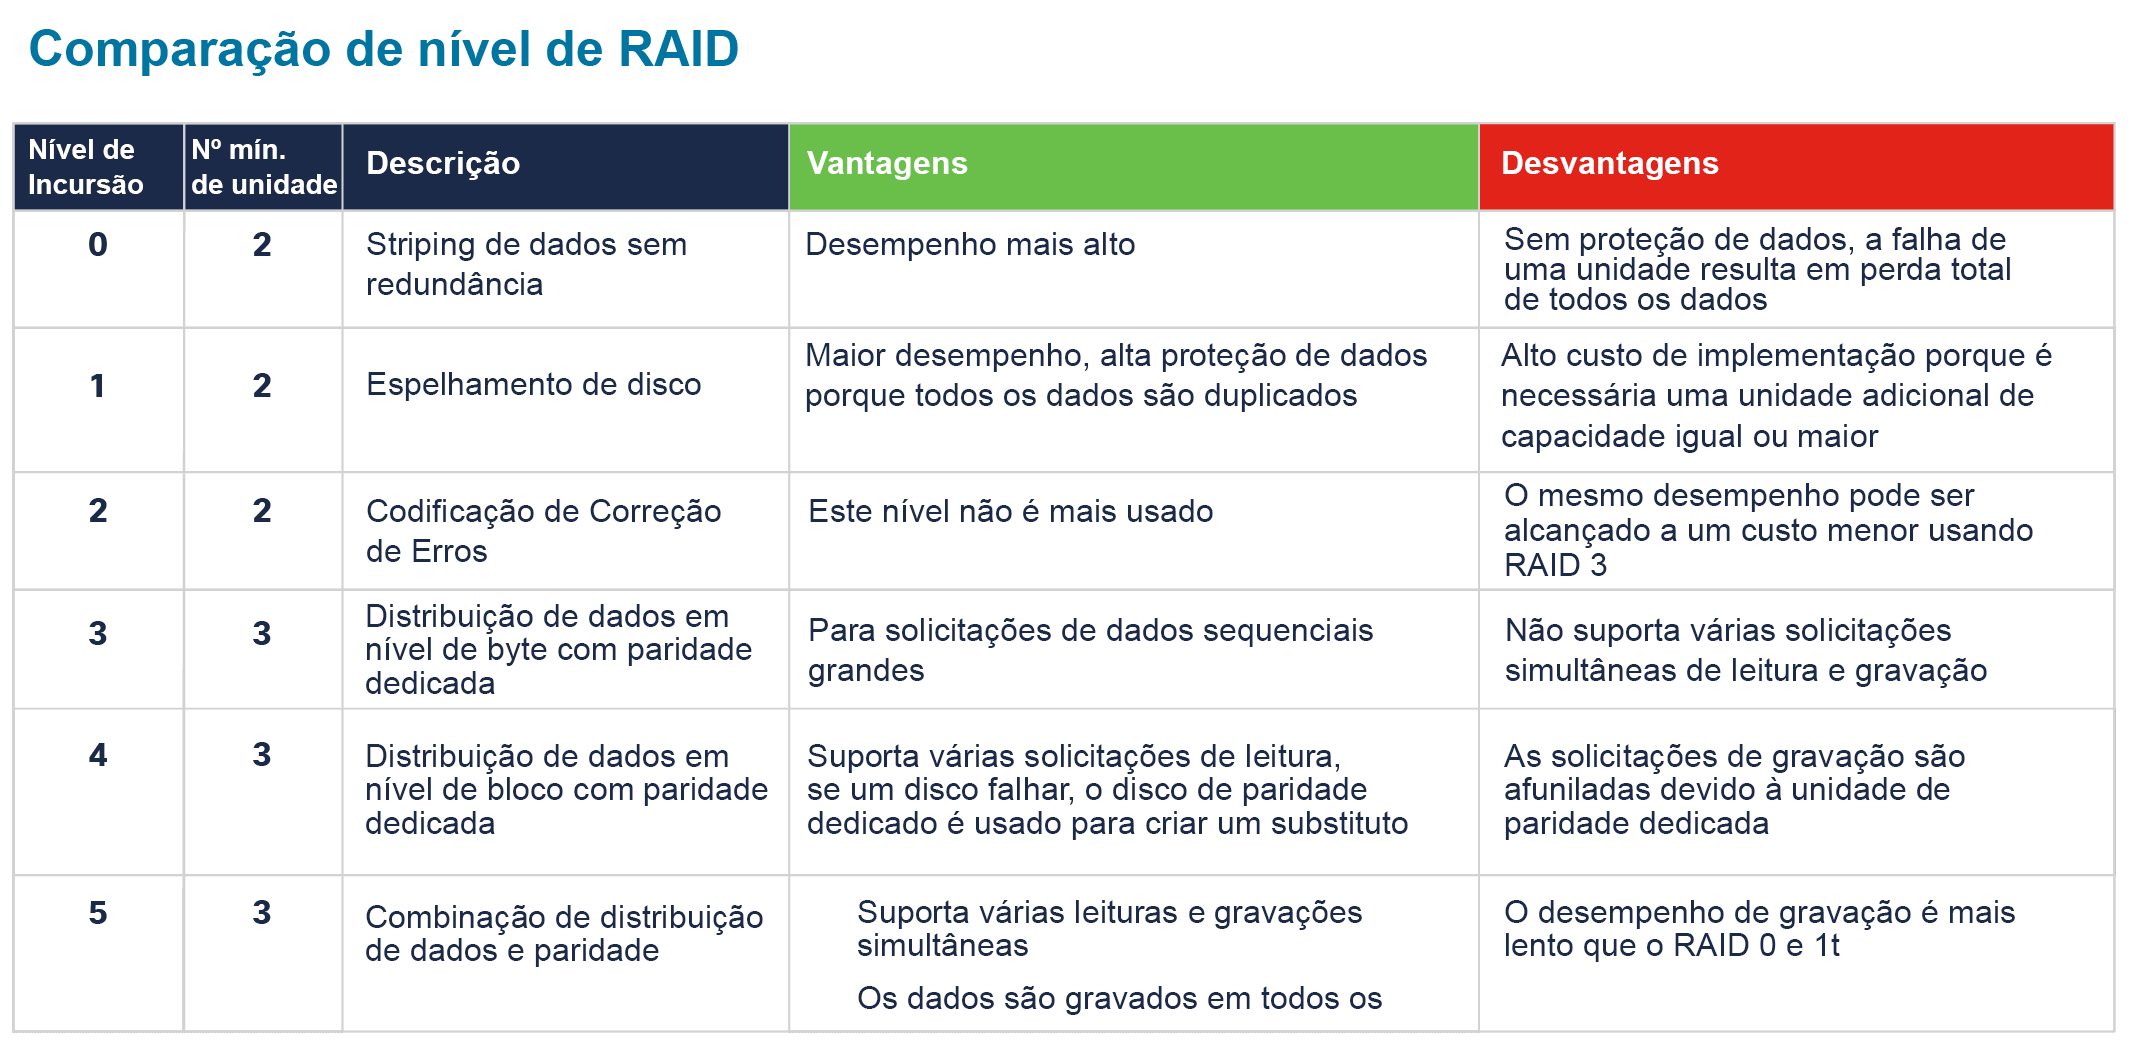 Comparação de nível de RAID
Nível de
Incursão
Nº mín.
de unidade
Descrição
Vantagens
Desvantagens
0
2
Striping de dados sem
redundância
Desempenho mais alto
Sem proteção de dados, a falha de
uma unidade resulta em perda total
de todos os dados
1
2
Espelhamento de disco
Maior desempenho, alta proteção de dados
porque todos os dados são duplicados
Alto custo de implementação porque é
necessária uma unidade adicional de
capacidade igual ou maior
2
2
Codificação de Correção
de Erros
Este nível não é mais usado
O mesmo desempenho pode ser
alcançado a um custo menor usando
RAID 3
3
3
Distribuição de dados em
nível de byte com paridade
dedicada
Para solicitações de dados sequenciais
grandes
Não suporta várias solicitações
simultâneas de leitura e gravação
4
3
Distribuição de dados em
nível de bloco com paridade
dedicada
Suporta várias solicitações de leitura,
se um disco falhar, o disco de paridade
dedicado é usado para criar um substituto
As solicitações de gravação são
afuniladas devido à unidade de
paridade dedicada
5
3
Combinação de distribuição
de dados e paridade
Suporta várias leituras e gravações
simultâneas
Os dados são gravados em todos os
O desempenho de gravação é mais
lento que o RAID 0 e 1t